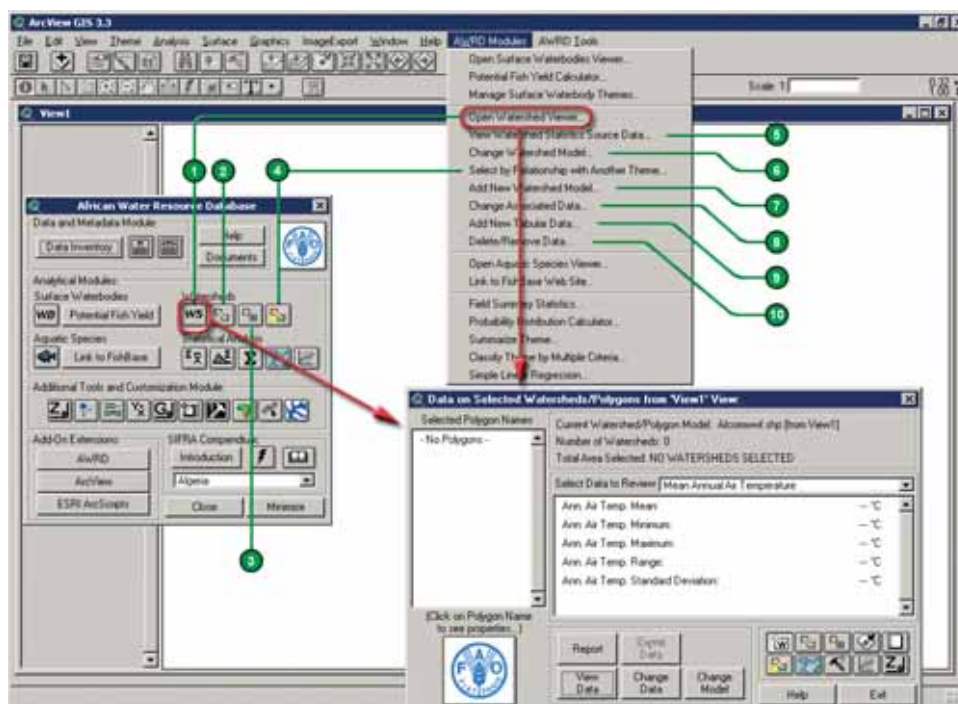 ArcView GIS 3.3
File Edit View Theme Analysis Surface Graphics ImageExport Window Help AWRD Modules AWRD Tools
Scale 1:
View1
Open Surface Waterbodies Viewer...
Potential Fish Yield Calculator...
Manage Surface Waterbody Themes...
Open Watershed Viewer...
View Watershed Statistics Source Data...
Change Watershed Model...
Select by Relationship with Another Theme...
Add New Watershed Model...
Change Associated Data...
Add New Tabular Data...
Delete/Remove Data...
Open Aquatic Species Viewer...
Link to FishBase Web Site...
Field Summary Statistics...
Probability Distribution Calculator...
Summarize Theme...
Classify Theme by Multiple Criteria...
Simple Linear Regression...
1
2
4
5
6
7
8
9
10
3
African Water Resource Database
Data and Metadata Module
Data Inventory
Help
Documents
Analytical Modules:
Surface Waterbodies
Watersheds
Potential Fish Yield
WS
Aquatic Species
Statistical Analysis
Link to FishBase
Additional Tools and Customization Module:
Add-On Extensions:
SIFRA Compendium
AWRD
Introduction
ArcView
Algeria
ESRI ArcScripts
Close
Minimize
Data on Selected Watersheds/Polygons from 'View1' View:
Selected Polygon Names
- No Polygons -
(Click on Polygon Name
to see properties...)
Current Watershed/Polygon Model: Alcomwwf.shp (from View1)
Number of Watersheds: 0
Total Area Selected: NO WATERSHEDS SELECTED
Select Data to Review: Mean Annual Air Temperature
Ann. Air Temp. Mean: -- °C
Ann. Air Temp. Minimum: -- °C
Ann. Air Temp. Maximum: -- °C
Ann. Air Temp. Range: -- °C
Ann. Air Temp. Standard Deviation: -- °C
Report
Export
Data
View
Data
Change
Data
Change
Model
Help
Exit